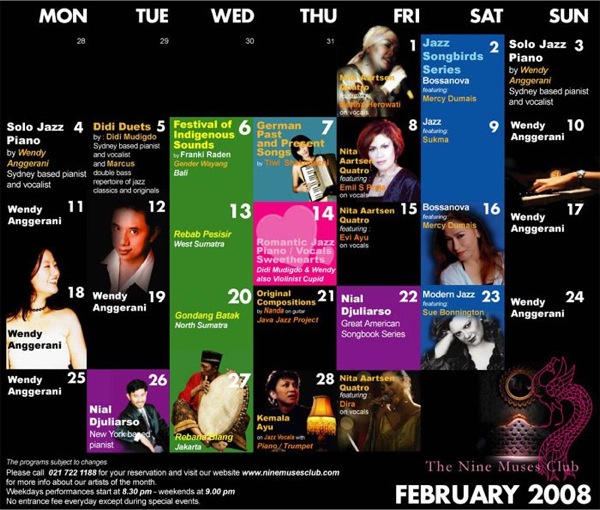 MON TUE WED THU FRI SAT SUN
28 29 30 31
1
Nita Aartsen
Quatro
featuring
Herowati
on vocals
2
Jazz
Songbirds
Series
Bossanova
featuring:
Mercy Dumais
3
Solo Jazz
Piano
by Wendy
Anggerani
Sydney based pianist
and vocalist
4
Solo Jazz
Piano
by Wendy
Anggerani
Sydney based pianist
and vocalist
5
Didi Duets
by : Didi Mudigdo
Sydney based pianist
and vocalist
and Marcus
double bass
repertoire of jazz
classics and originals
6
Festival of
Indigenous
Sounds
by Franki Raden
Gender Wayang
Bali
7
German
Past
and Present
Songs
by Tiwi
8
Nita
Aartsen
Quatro
featuring :
Emil S
on vocals
9
Jazz
featuring:
Sukma
10
Wendy
Anggerani
11
Wendy
Anggerani
12
13
Rebab Pesisir
West Sumatra
14
Romantic Jazz
Piano / Vocals
Sweethearts
Didi Mudigdo & Wendy
also Violinist Cupid
15
Nita Aartsen
Quatro
featuring :
Evi Ayu
on vocals
16
Bossanova
featuring:
Mercy Dumais
17
Wendy
Anggerani
18
Wendy
Anggerani
19
Wendy
Anggerani
20
Gondang Batak
North Sumatra
21
Original
Compositions
by Nanda on guitar
Java Jazz Project
22
Nial
Djuliarso
Great American
Songbook Series
23
Modern Jazz
featuring :
Sue Bonnington
24
Wendy
Anggerani
25
Wendy
Anggerani
26
Nial
Djuliarso
New York based
pianist
27
Rebana Biang
Jakarta
28
Kemala
Ayu
on Jazz Vocals with
Piano / Trumpet
Nita Aartsen
Quatro
featuring
Dira
on vocals
The Nine Muses Club
The programs subject to changes
Please call 021 722 1188 for your reservation and visit our website www.ninemusesclub.com
for more info about our artists of the month.
Weekdays performances start at 8.30 pm - weekends at 9.00 pm
No entrance fee everyday except during special events.
FEBRUARY 2008